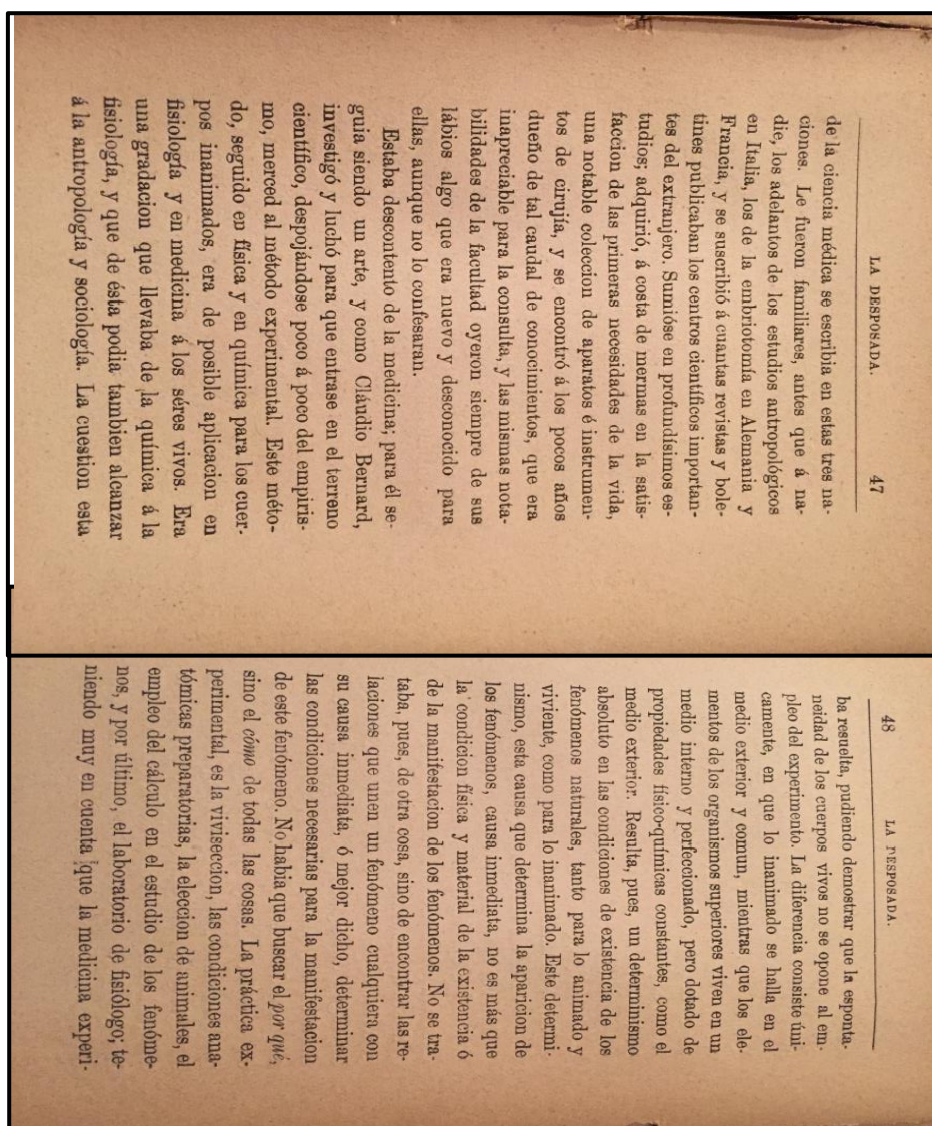 LA DESPOSADA. 47
de la ciencia médica se escribia en estas tres na-
ciones. Le fueron familiares, antes que á na-
die, los adelantos de los estudios antropológicos
en Italia, los de la embriotomía en Alemania y
Francia, y se suscribió á cuantas revistas y bole-
tines publicaban los centros científicos importan-
tes del extranjero. Sumióse en profundísimos es-
tudios; adquirió, á costa de mermas en la satis-
faccion de las primeras necesidades de la vida,
una notable coleccion de aparatos é instrumen-
tos de cirujía, y se encontró á los pocos años
dueño de tal caudal de conocimientos, que era
inapreciable para la consulta, y las mismas nota-
bilidades de la facultad oyeron siempre de sus
lábios algo que era nuevo y desconocido para
ellas, aunque no lo confesaran.
Estaba descontento de la medicina; para él se-
guia siendo un arte, y como Cláudio Bernard,
investigó y luchó para que entrase en el terreno
científico, despojándose poco á poco del empiris-
mo, merced al método experimental. Este méto-
do, seguido en física y en química para los cuer-
pos inanimados, era de posible aplicacion en
fisiología y en medicina á los séres vivos. Era
una gradacion que llevaba de la química á la
fisiología, y que de ésta podia tambien alcanzar
á la antropología y sociología. La cuestion esta
48 LA DESPOSADA.
ba resuelta, pudiendo demostrar que la esponta-
neidad de los cuerpos vivos no se opone al em-
pleo del experimento. La diferencia consiste úni-
camente, en que lo inanimado se halla en el
medio exterior y comun, mientras que los ele-
mentos de los organismos superiores viven en un
medio interno y perfeccionado, pero dotado de
propiedades físico-químicas constantes, como el
medio exterior. Resulta, pues, un determinismo
absoluto en las condiciones de existencia de los
fenómenos naturales, tanto para lo animado y
viviente, como para lo inanimado. Este determi-
nismo, esta causa que determina la aparicion de
los fenómenos, causa inmediata, no es más que
la condicion física y material de la existencia ó
de la manifestacion de los fenómenos. No se tra-
taba, pues, de otra cosa, sino de encontrar las re-
laciones que unen un fenómeno cualquiera con
su causa inmediata, ó mejor dicho, determinar
las condiciones necesarias para la manifestacion
de este fenómeno. No habia que buscar el por qué,
sino el cómo de todas las cosas. La práctica ex-
perimental, es la viviseccion, las condiciones ana-
tómicas preparatorias, la eleccion de animales, el
empleo del cálculo en el estudio de los fenóme-
nos, y por último, el laboratorio de fisiólogo; te-
niendo muy en cuenta que la medicina experi-